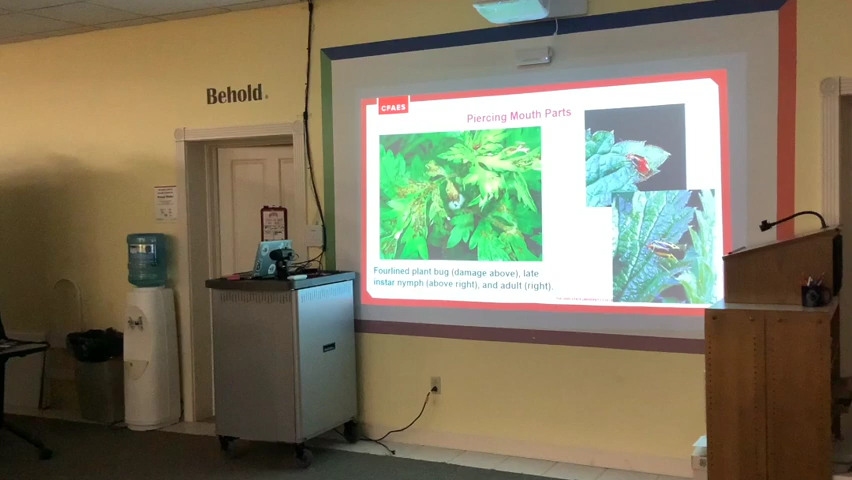 Behold.
CFAES
Piercing Mouth Parts
Fourlined plant bug (damage above), late
instar nymph (above right), and adult (right).